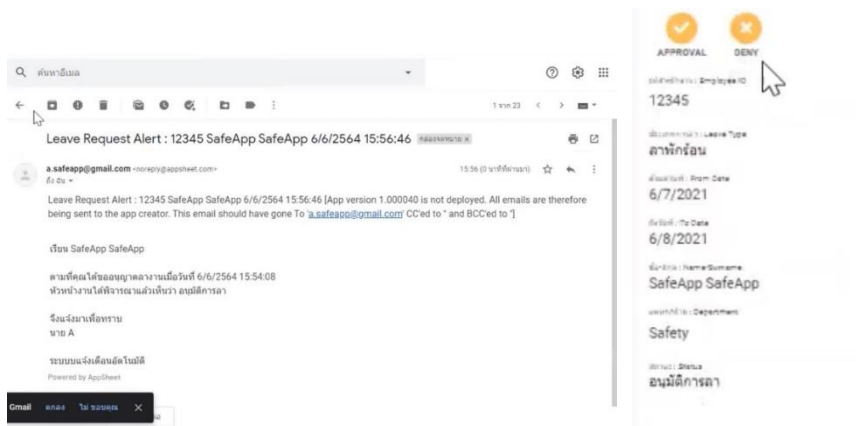 ค้นหาอีเมล
1 จาก 23
Leave Request Alert : 12345 SafeApp SafeApp 6/6/2564 15:56:46 กล่องจดหมาย x
a.safeapp@gmail.com <noreply@appsheet.com>
15:56 (0 นาทีที่ผ่านมา)
ถึง ฉัน
Leave Request Alert : 12345 SafeApp SafeApp 6/6/2564 15:56:46 [App version 1.000040 is not deployed. All emails are therefore
being sent to the app creator. This email should have gone To 'a.safeapp@gmail.com' CC'ed to '' and BCC'ed to '']
เรียน SafeApp SafeApp
ตามที่คุณได้ขออนุญาตลางานเมื่อวันที่ 6/6/2564 15:54:08
หัวหน้างานได้พิจารณาแล้วเห็นว่า อนุมัติการลา
จึงแจ้งมาเพื่อทราบ
นาย A
ระบบแจ้งเตือนอัตโนมัติ
Powered by AppSheet
Gmail ตกลง ไม่ ขอบคุณ X
APPROVAL DENY
Employee ID
12345
Leave Type
ลาพักร้อน
From Date
6/7/2021
To Date
6/8/2021
Name Surname
SafeApp SafeApp
Department
Safety
Status
อนุมัติการลา